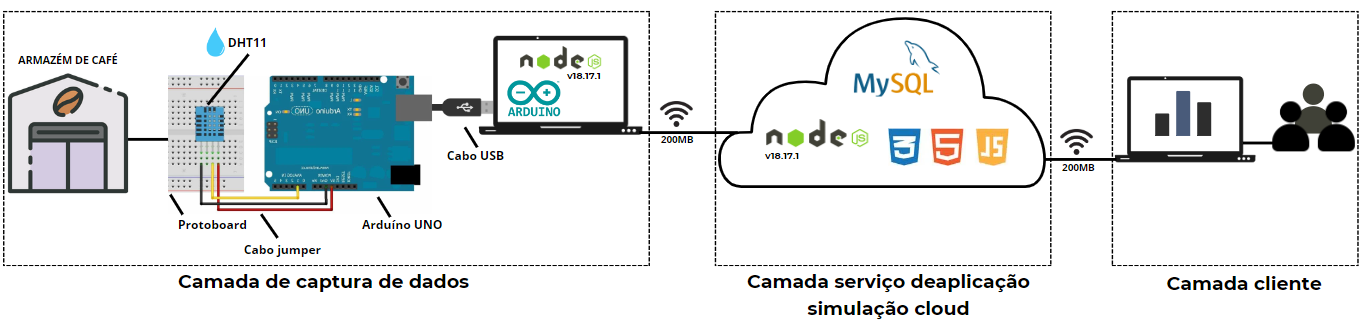 ARMAZÉM DE CAFÉ
DHT11
Arduino
UNO
Protoboard
Cabo jumper
Arduíno UNO
Cabo USB
node
JS
v18.17.1
ARDUINO
200MB
MySQL
node
JS
v18.17.1
3
5
JS
200MB
Camada de captura de dados
Camada serviço deaplicação
simulação cloud
Camada cliente